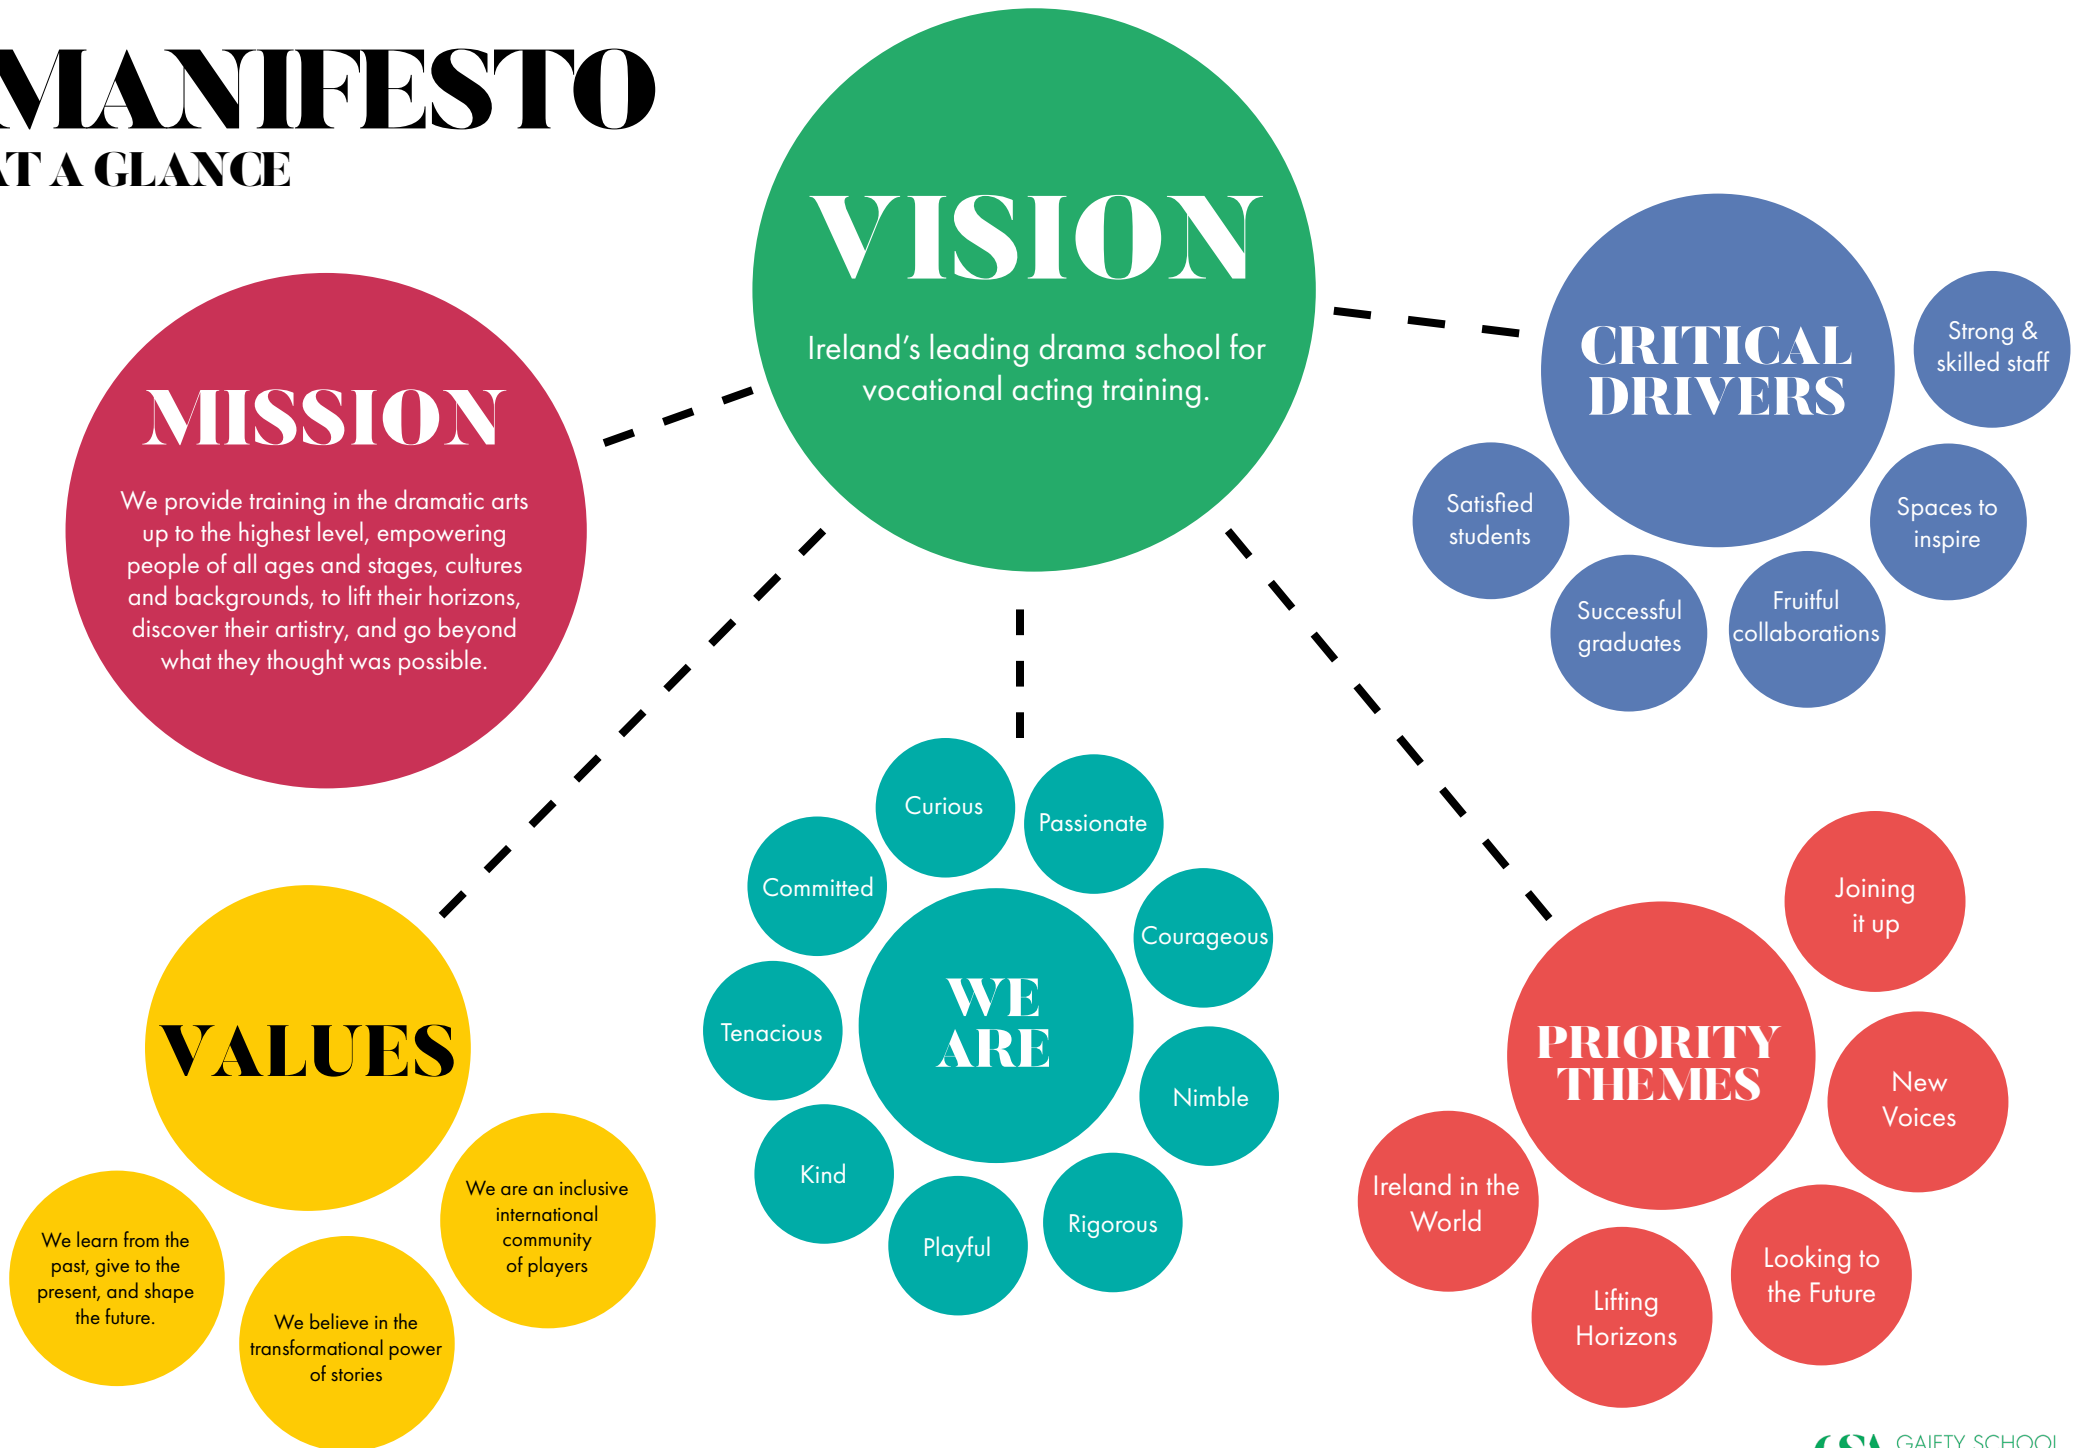 MANIFESTO
AT A GLANCE
VISION
Ireland's leading drama school for
vocational acting training.
MISSION
We provide training in the dramatic arts
up to the highest level, empowering
people of all ages and stages, cultures
and backgrounds, to lift their horizons,
discover their artistry, and go beyond
what they thought was possible.
CRITICAL
DRIVERS
Strong &
skilled staff
Spaces to
inspire
Fruitful
collaborations
Successful
graduates
Satisfied
students
VALUES
We learn from the
past, give to the
present, and shape
the future.
We believe in the
transformational power
of stories
We are an inclusive
international
community
of players
WE
ARE
Curious
Passionate
Courageous
Nimble
Rigorous
Playful
Kind
Tenacious
Committed
PRIORITY
THEMES
Joining
it up
New
Voices
Looking to
the Future
Lifting
Horizons
Ireland in the
World
GSA GAIETY SCHOOL